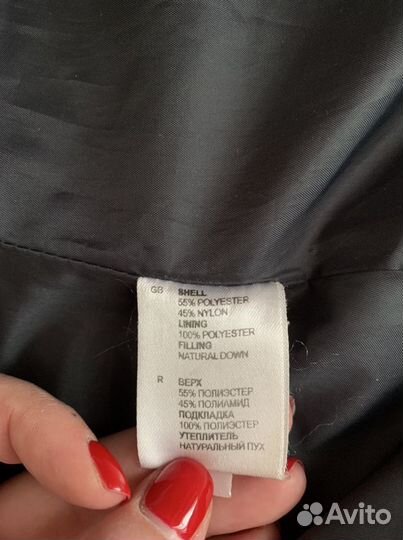 GB SHELL
55% POLYESTER
45% NYLON
LINING
100% POLYESTER
FILLING
NATURAL DOWN
R ВЕРХ
55% ПОЛИЭСТЕР
45% ПОЛИАМИД
ПОДКЛАДКА
100% ПОЛИЭСТЕР
УТЕПЛИТЕЛЬ
НАТУРАЛЬНЫЙ ПУХ
Avito